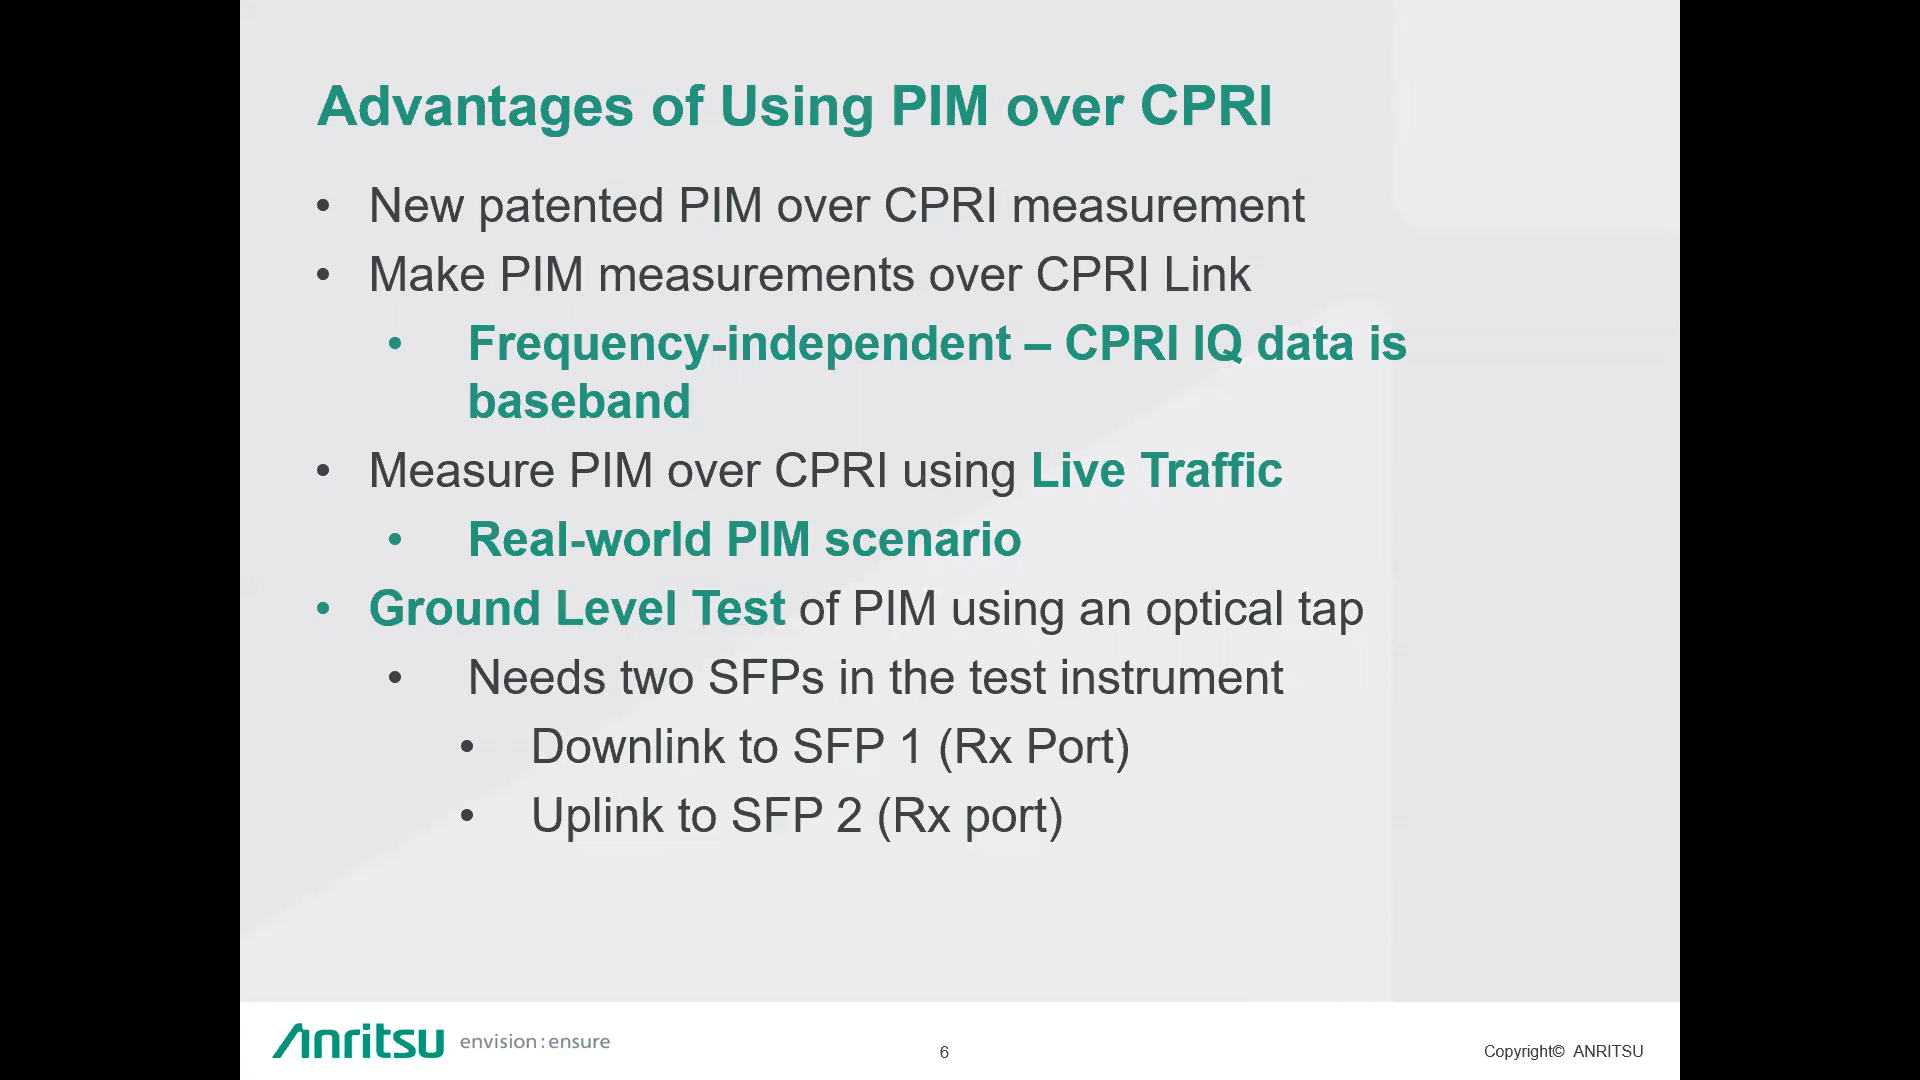 Advantages of Using PIM over CPRI
• New patented PIM over CPRI measurement
• Make PIM measurements over CPRI Link
• Frequency-independent – CPRI IQ data is
baseband
• Measure PIM over CPRI using Live Traffic
• Real-world PIM scenario
• Ground Level Test of PIM using an optical tap
• Needs two SFPs in the test instrument
• Downlink to SFP 1 (Rx Port)
• Uplink to SFP 2 (Rx port)
Anritsu envision : ensure
6
Copyright© ANRITSU